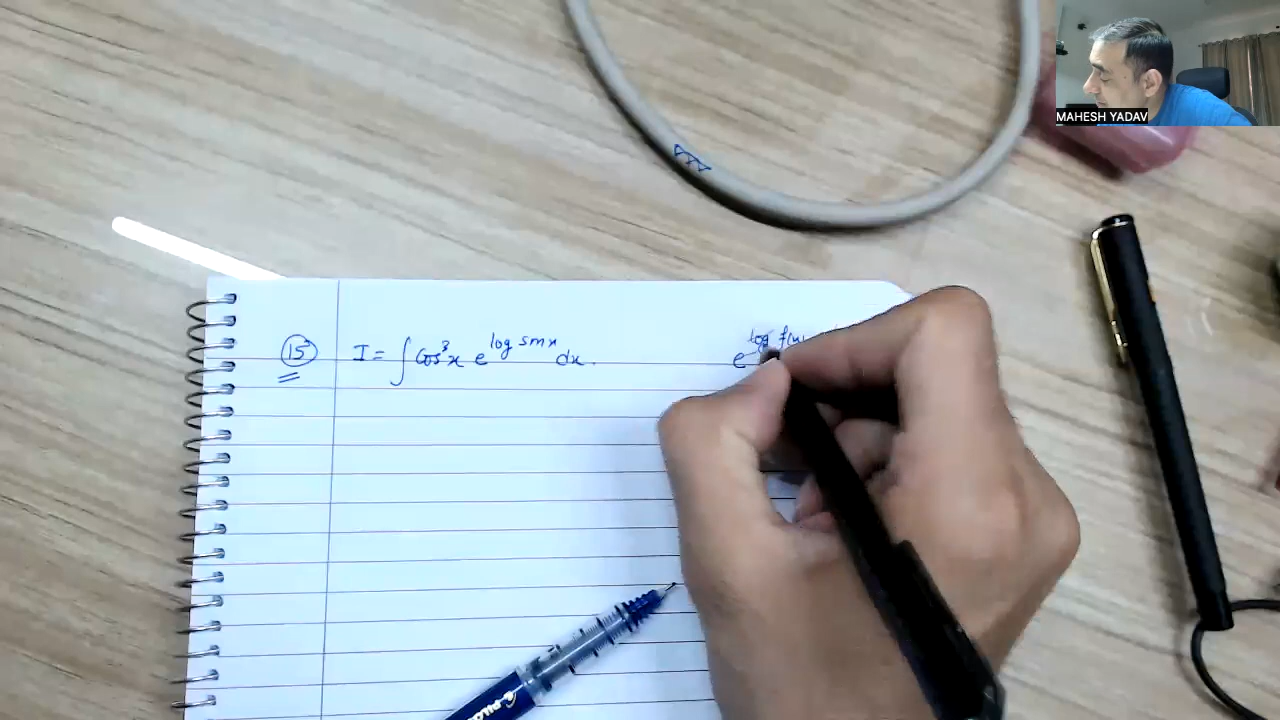 MAHESH YADAV
15 I = ∫ cos³x e^{log sinx} dx.
e^{log f(x)}